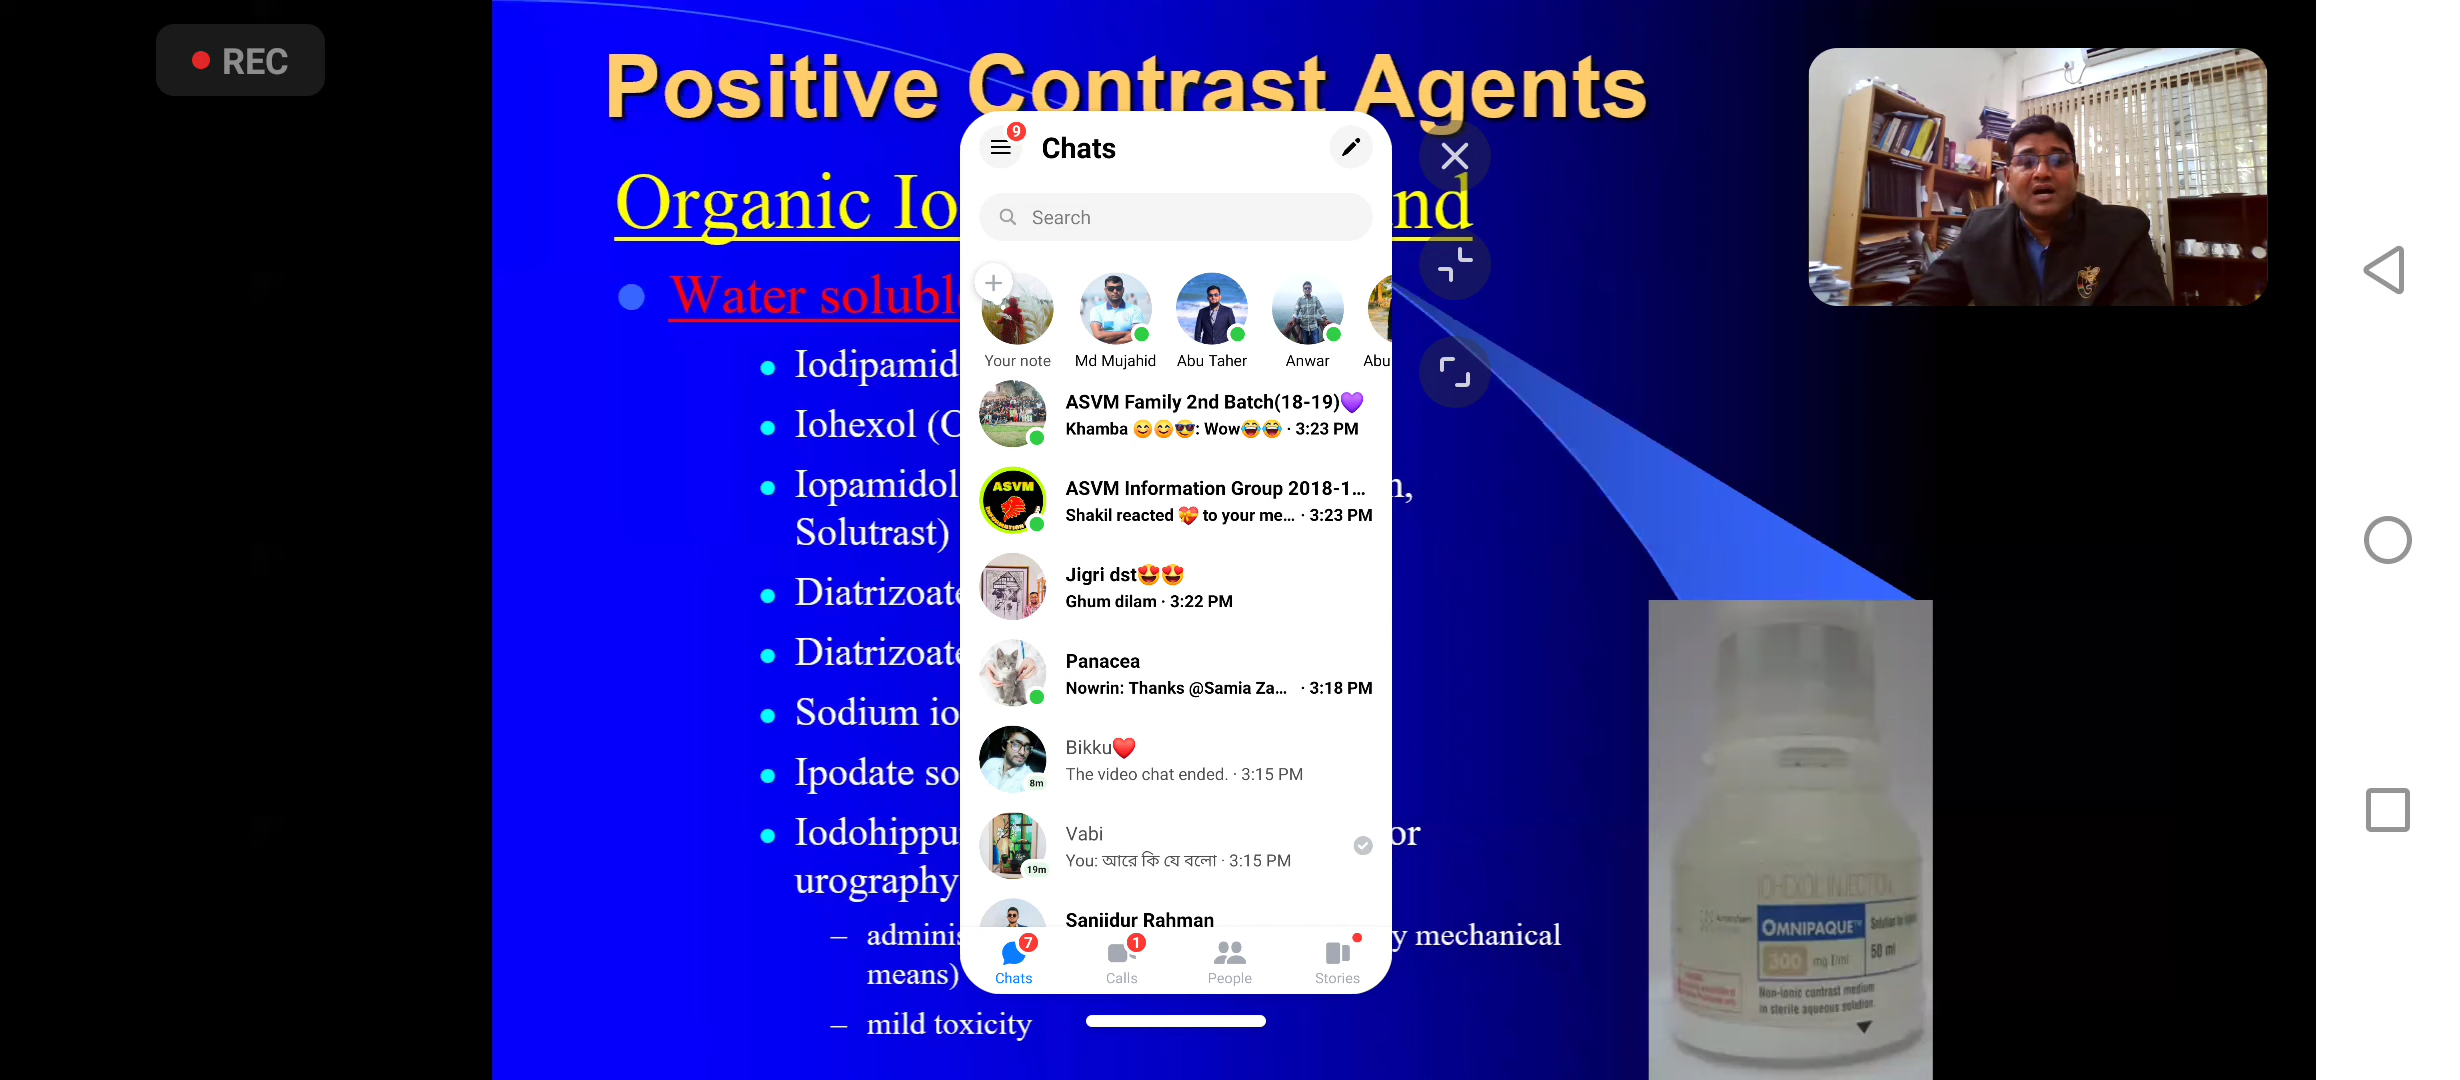 REC
Positive Contrast Agents
Organic Io
nd
Water solubl
Iodipamid
Iohexol (C
Iopamidol
n,
Solutrast)
Diatrizoate
Diatrizoate
Sodium io
Ipodate so
Iodohippu
or
urography
– adminis
y mechanical
means)
– mild toxicity
9
Chats
Search
Your note
Md Mujahid
Abu Taher
Anwar
Abu
ASVM Family 2nd Batch(18-19)💜
Khamba 😊😊😎: Wow😂😂 · 3:23 PM
ASVM
ASVM Information Group 2018-1...
Shakil reacted 💝 to your me... · 3:23 PM
Jigri dst😍😍
Ghum dilam · 3:22 PM
Panacea
Nowrin: Thanks @Samia Za... · 3:18 PM
Bikku❤️
The video chat ended. · 3:15 PM
8m
Vabi
You: আরে কি যে বলো · 3:15 PM
19m
Sanjidur Rahman
7
Chats
1
Calls
People
Stories
IOHEXOL INJECTION
OMNIPAQUE™
300 mg I/ml
50 ml
Non-ionic contrast medium
in sterile aqueous solution.